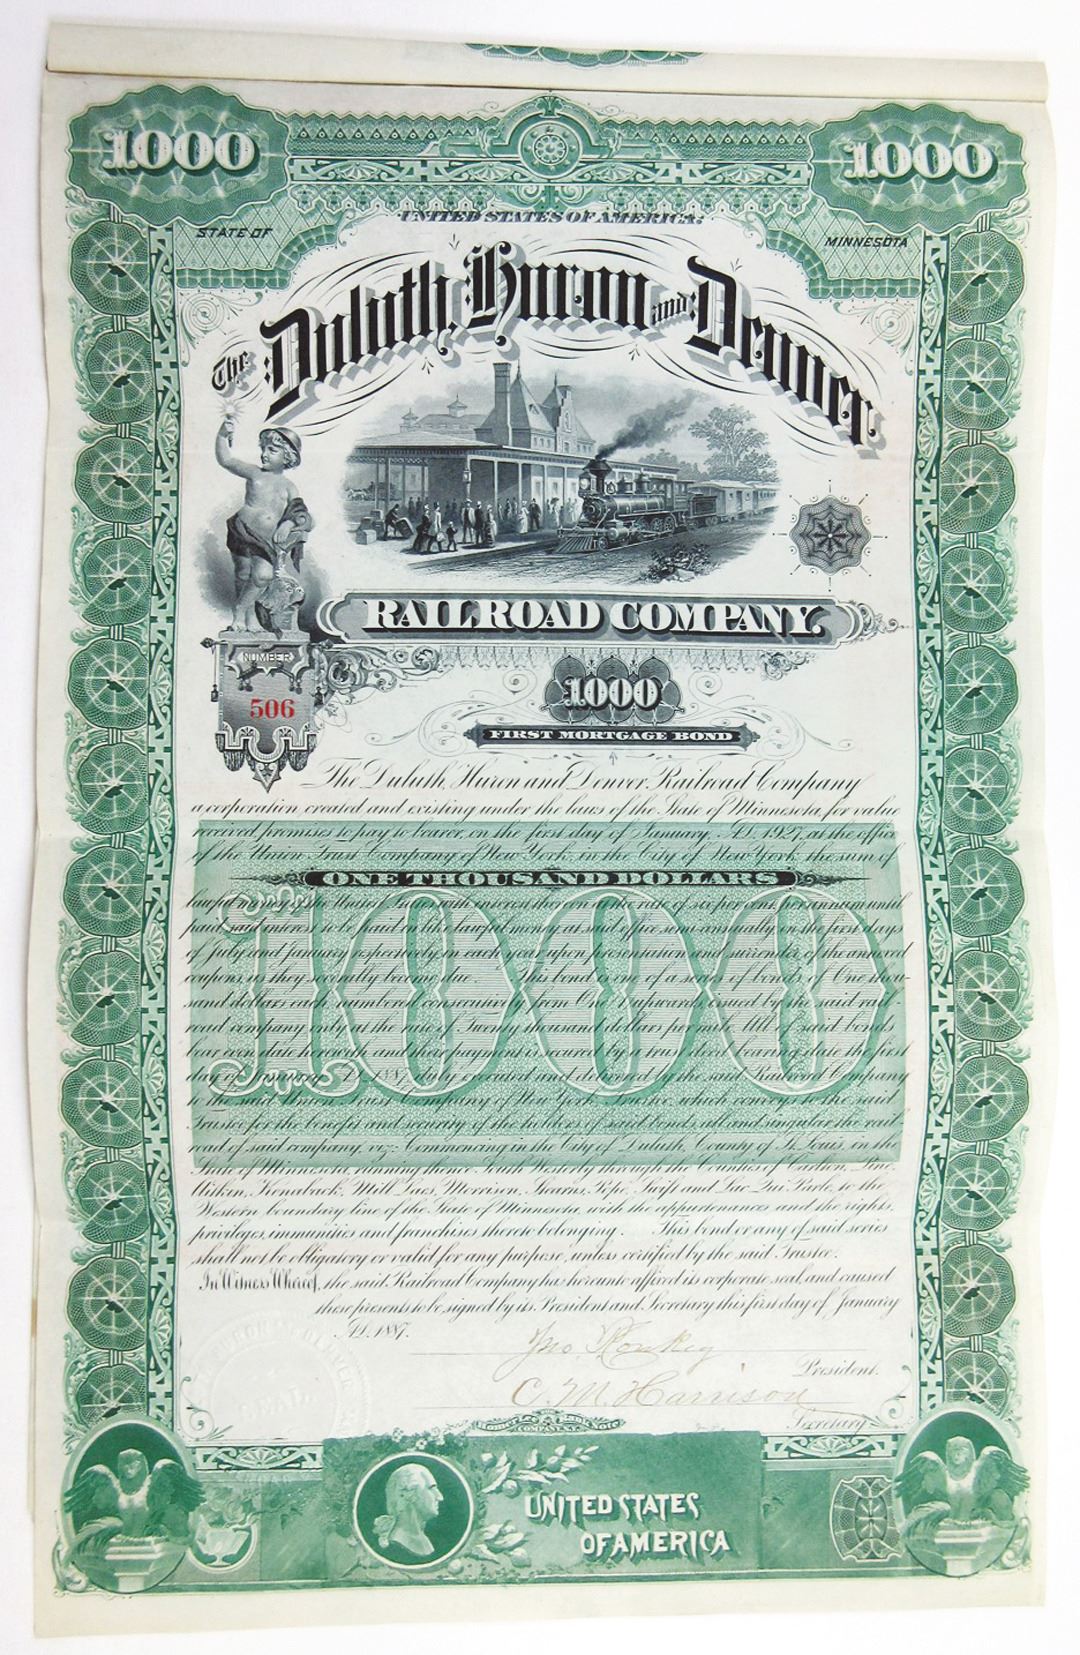 1000
1000
UNITED STATES OF AMERICA:
STATE OF
MINNESOTA
The Duluth, Huron and Denver
RAILROAD COMPANY.
NUMBER
506
1000
FIRST MORTGAGE BOND
The Duluth, Huron and Denver Railroad Company
a corporation created and existing under the laws of the State of Minnesota, for value
received promises to pay to bearer, on the first day of January, A.D. 1927, at the office
of the Union Trust Company of New York, in the City of New York, the sum of
ONE THOUSAND DOLLARS
lawful money of the United States with interest thereon at the rate of six per cent, per annum until
paid, said interest to be paid in like lawful money at said office semi-annually on the first days
of July and January respectively in each year upon presentation and surrender of the annexed
coupons, as they severally become due. This bond is one of a series of bonds of One thou-
sand dollars each, numbered consecutively from One upwards, issued by the said rail-
road company only at the rate of Twenty thousand dollars per mile. All of said bonds
bear even date herewith, and their payment is secured by a trust deed bearing date the first
day of January A.D. 1887, duly executed and delivered by the said Railroad Company
to the said Union Trust Company of New York, Trustee, which conveys to the said
Trustee for the benefit and security of the holders of said bonds, all and singular the rail-
road of said company, viz: Commencing in the City of Duluth, County of St. Louis, in the
State of Minnesota, running thence South Westerly through the Counties of Carlton, Pine,
Aitkin, Kanaback, Mill Lacs, Morrison, Stearns, Pope, Swift and Lac Qui Parle, to the
Western boundary line of the State of Minnesota, with the appurtenances and the rights,
privileges, immunities and franchises thereto belonging. This bond or any of said series
shall not be obligatory or valid for any purpose, unless certified by the said Trustee.
In Witness Whereof, the said Railroad Company has hereunto affixed its corporate seal, and caused
these presents to be signed by its President and Secretary this first day of January
A.D. 1887.
Jno
President.
C. M. Harrison
Secretary
UNITED STATES
OF AMERICA